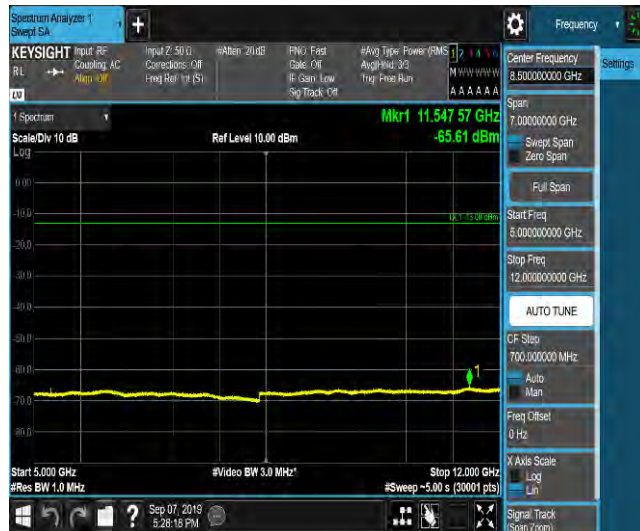 Spectrum Analyzer 1
Swept SA
Frequency
KEYSIGHT
Input: RF
Input Z: 50 Ω
#Atten: 20 dB
PNO: Fast
#Avg Type: Power (RMS
1 2 3 4 5 6
RL
Coupling: AC
Corrections: Off
Gate: Off
Avg|Hold: 3/3
M W W W W W
Align: Off
Freq Ref: Int (S)
IF Gain: Low
Trig: Free Run
A A A A A A
LXI
Sig Track: Off
Center Frequency
8.500000000 GHz
Settings
1 Spectrum
Mkr1 11.547 57 GHz
Scale/Div 10 dB
Ref Level 10.00 dBm
-65.61 dBm
Log
Span
7.00000000 GHz
Swept Span
Zero Span
Full Span
Start Freq
5.000000000 GHz
Stop Freq
12.000000000 GHz
AUTO TUNE
CF Step
700.000000 MHz
Auto
Man
Freq Offset
0 Hz
X Axis Scale
Log
Lin
Signal Track
(Span Zoom)
0.00
-10.0
DL1 -13.00 dBm
-20.0
-30.0
-40.0
-50.0
-60.0
1
-70.0
-80.0
Start 5.000 GHz
#Video BW 3.0 MHz*
Stop 12.000 GHz
#Res BW 1.0 MHz
#Sweep ~5.00 s (30001 pts)
?
Sep 07, 2019
5:28:16 PM